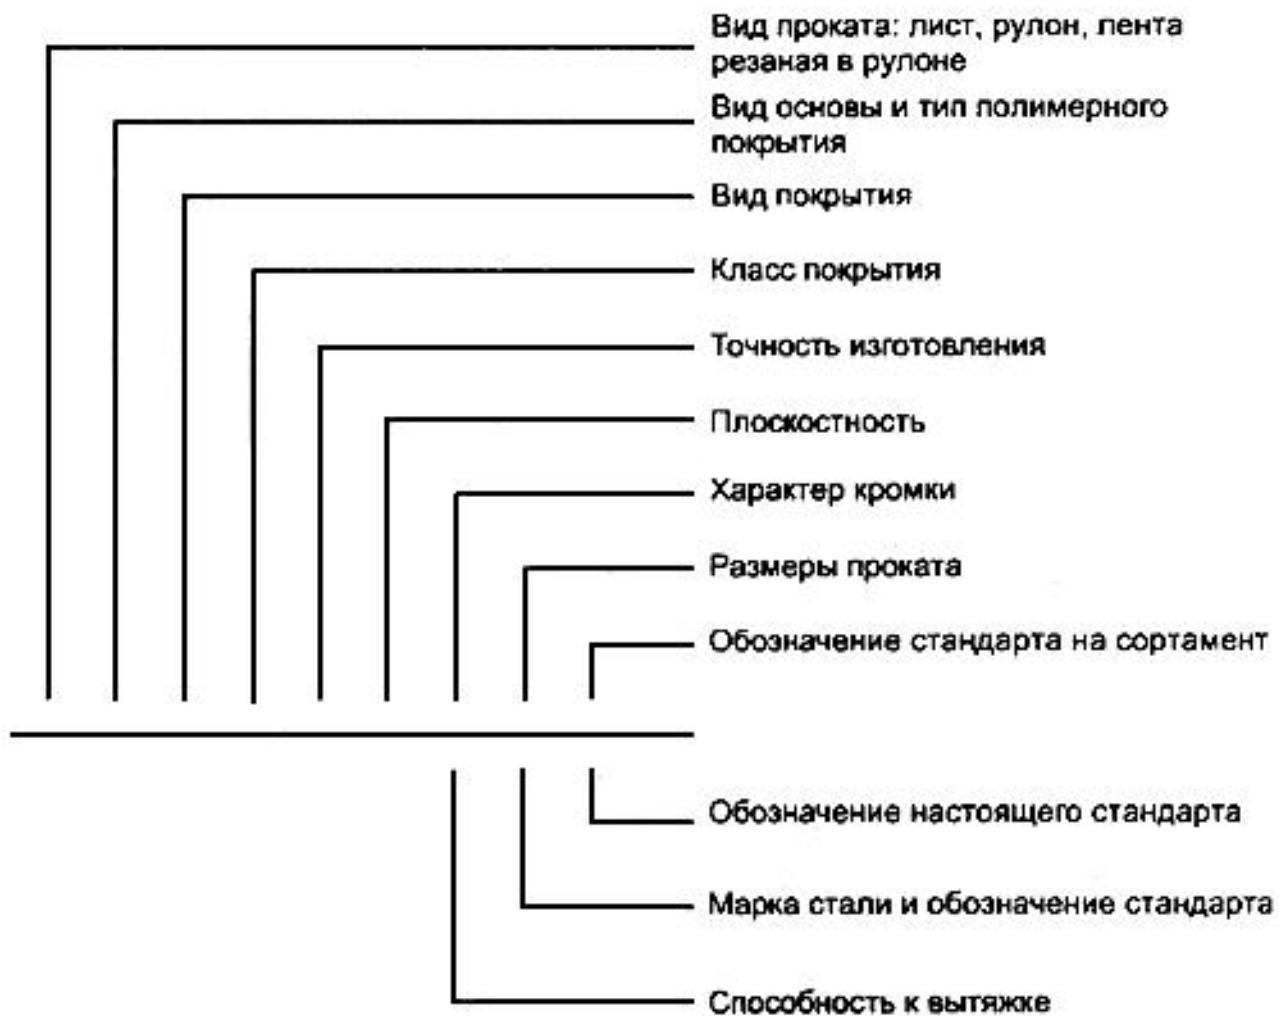 Вид проката: лист, рулон, лента
резаная в рулоне
Вид основы и тип полимерного
покрытия
Вид покрытия
Класс покрытия
Точность изготовления
Плоскостность
Характер кромки
Размеры проката
Обозначение стандарта на сортамент
Обозначение настоящего стандарта
Марка стали и обозначение стандарта
Способность к вытяжке